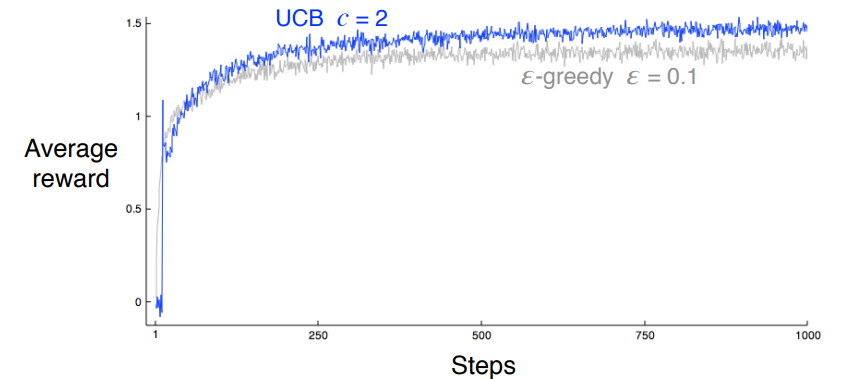 UCB c = 2
1.5
ε-greedy ε = 0.1
1
Average
reward
0.5
0
1
250
500
750
1000
Steps